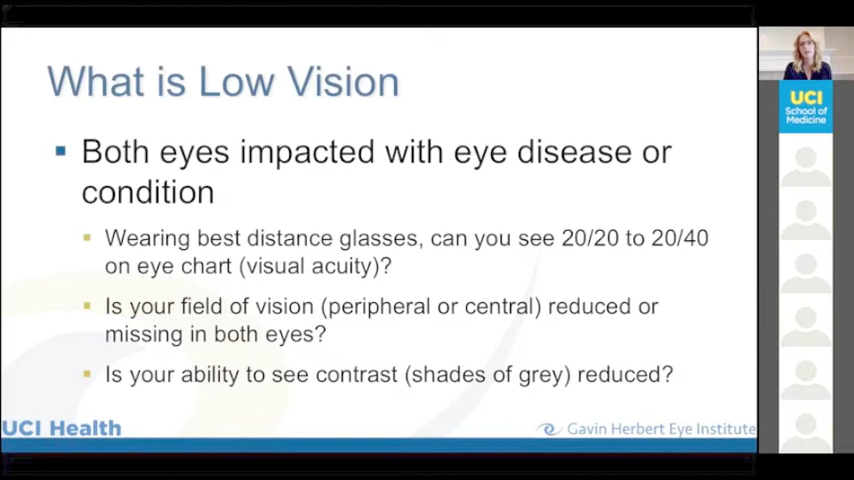 What is Low Vision
Both eyes impacted with eye disease or
condition
Wearing best distance glasses, can you see 20/20 to 20/40
on eye chart (visual acuity)?
Is your field of vision (peripheral or central) reduced or
missing in both eyes?
Is your ability to see contrast (shades of grey) reduced?
UCI Health
Gavin Herbert Eye Institute
UCI
School of
Medicine